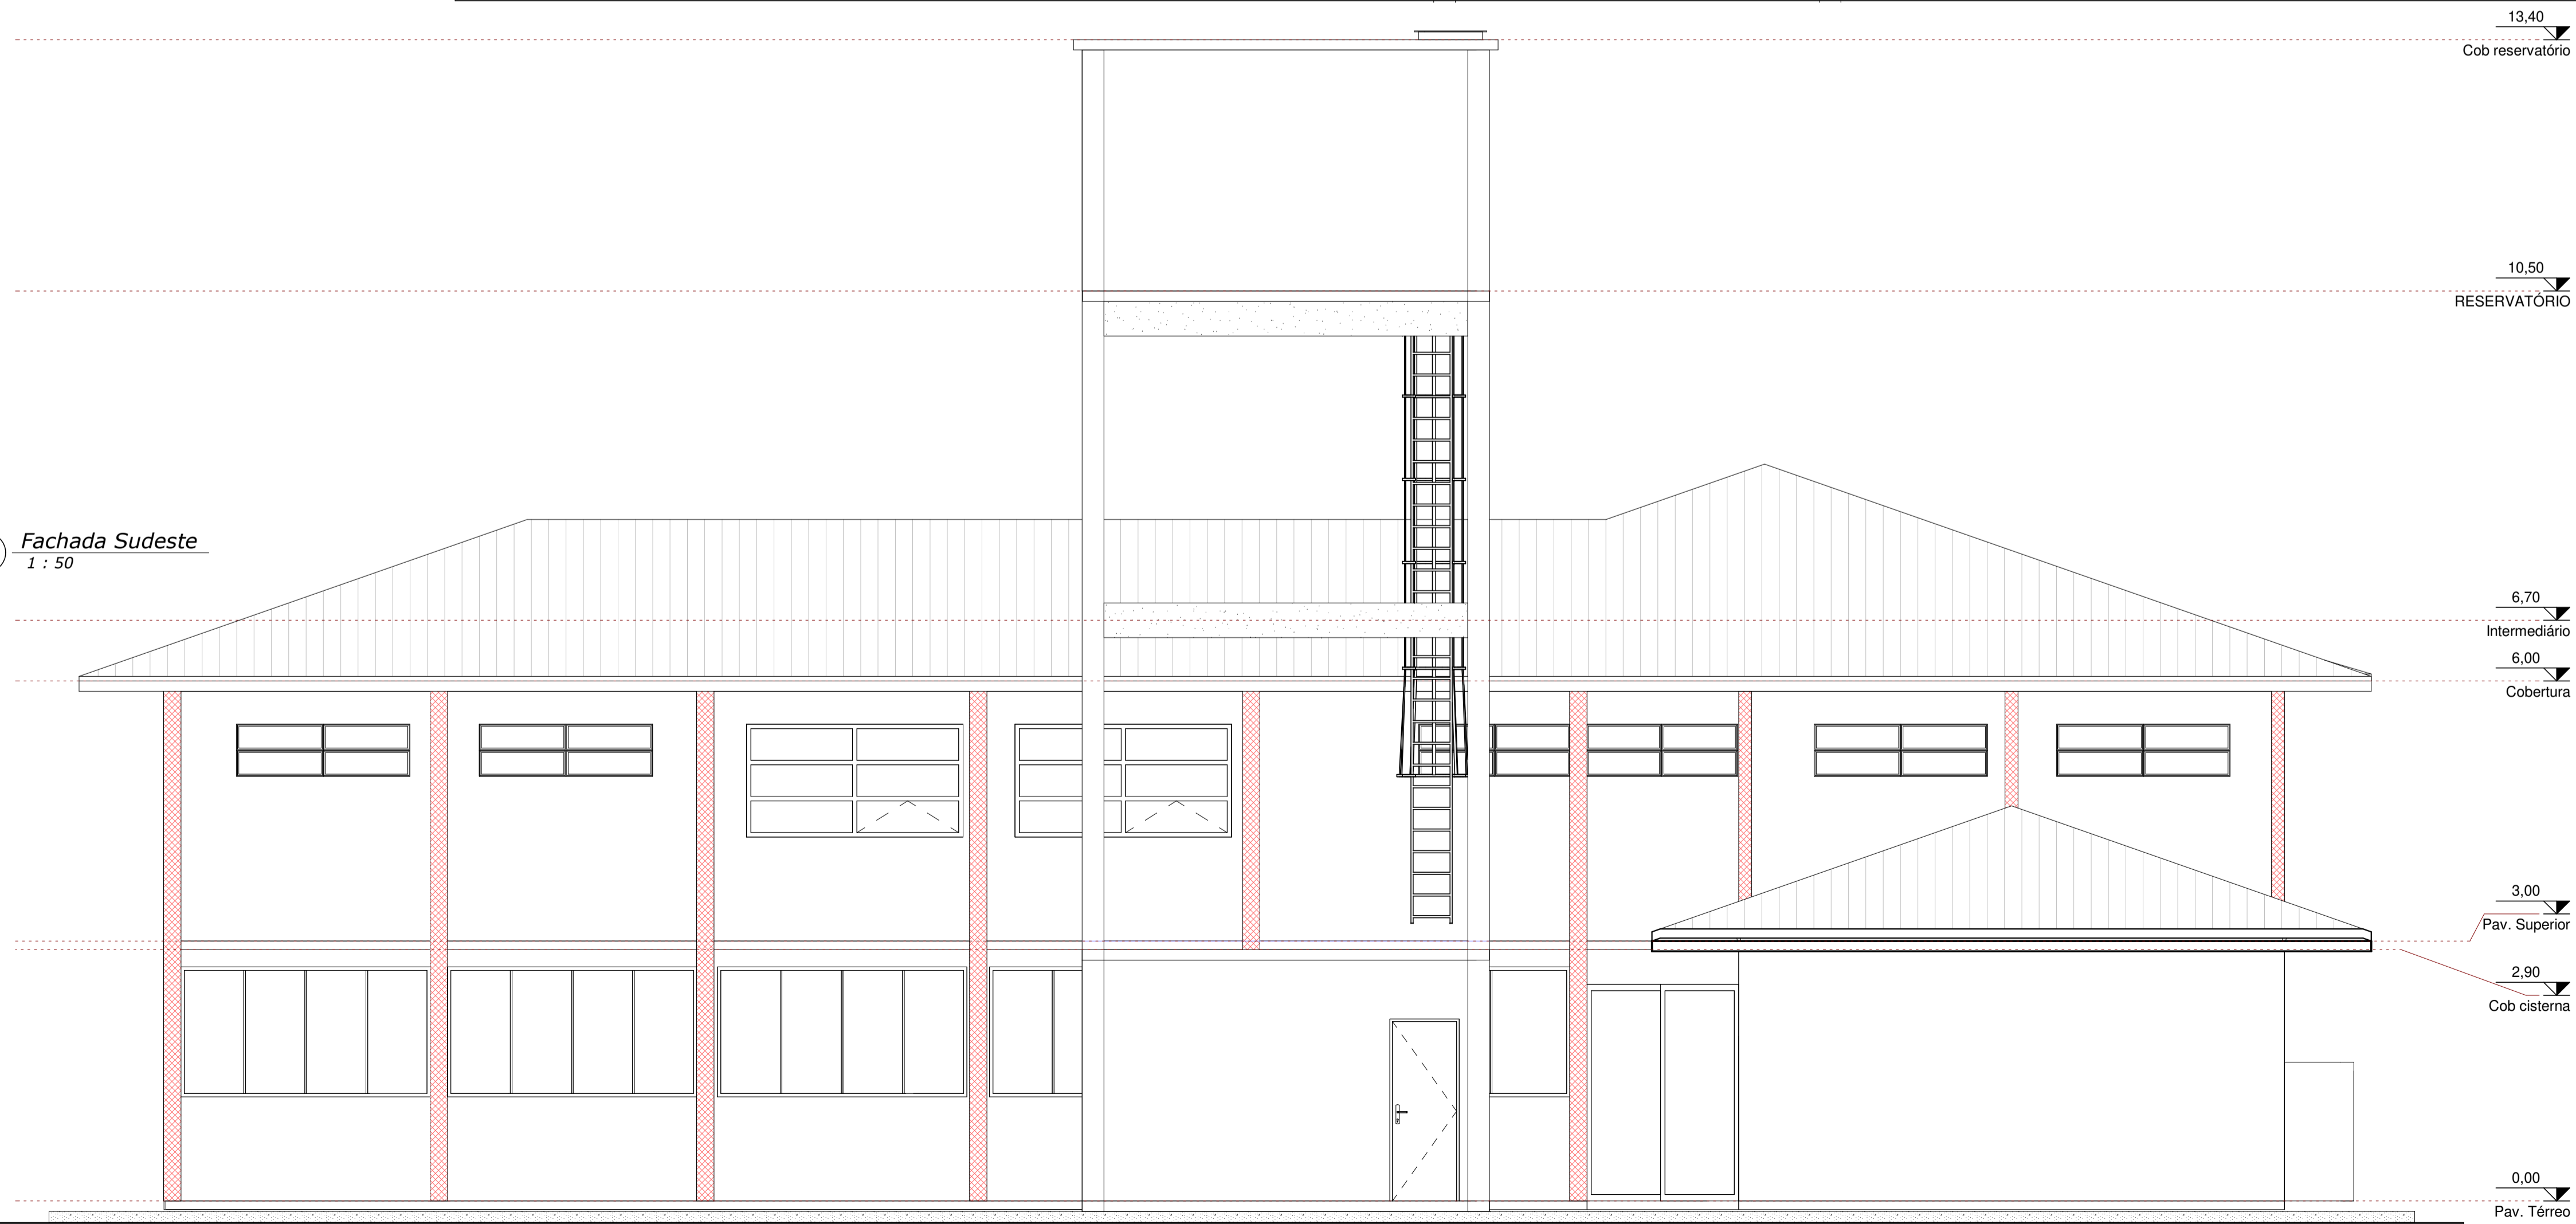 13,40
Cob reservatório
10,50
RESERVATÓRIO
Fachada Sudeste
1 : 50
6,70
Intermediário
6,00
Cobertura
3,00
Pav. Superior
2,90
Cob cisterna
0,00
Pav. Térreo